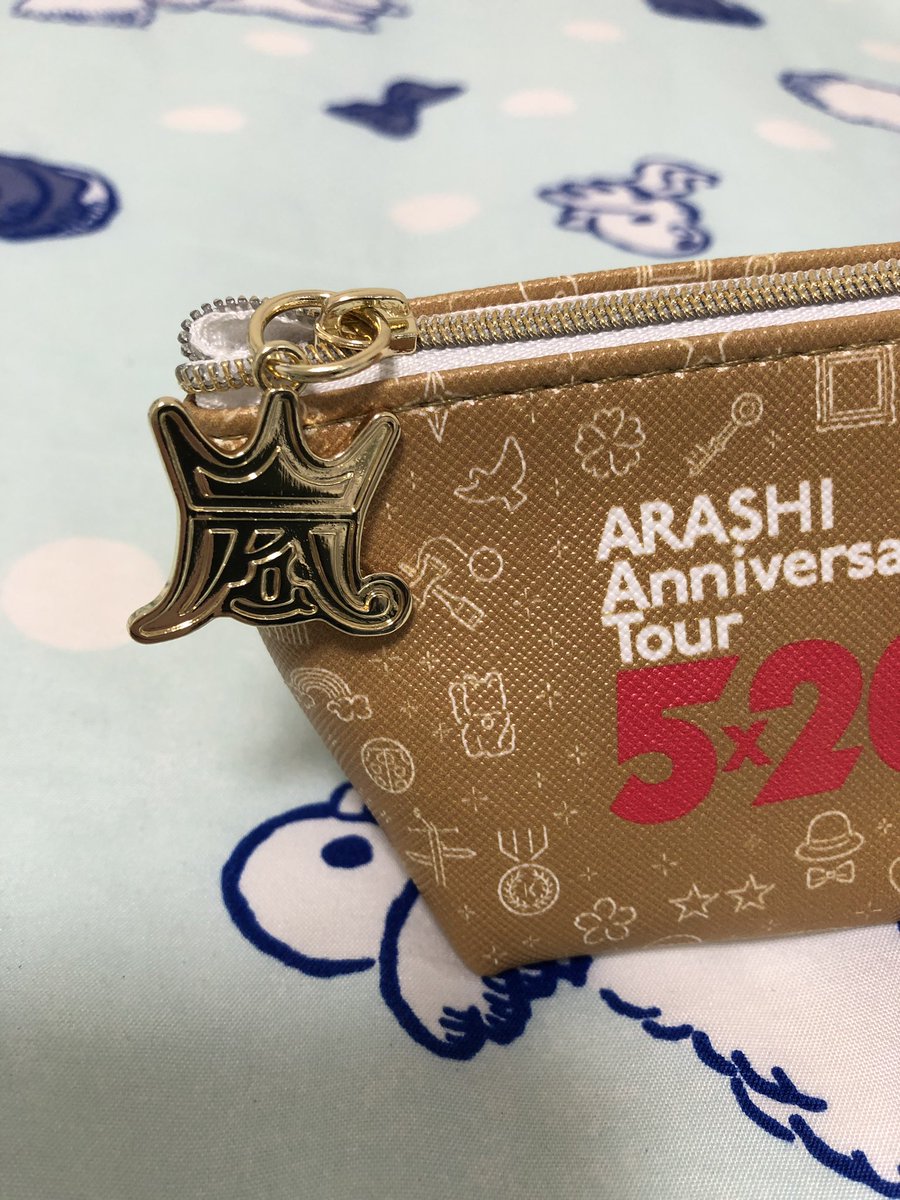 嵐
ARASHI
Anniversa
Tour
5×20
K